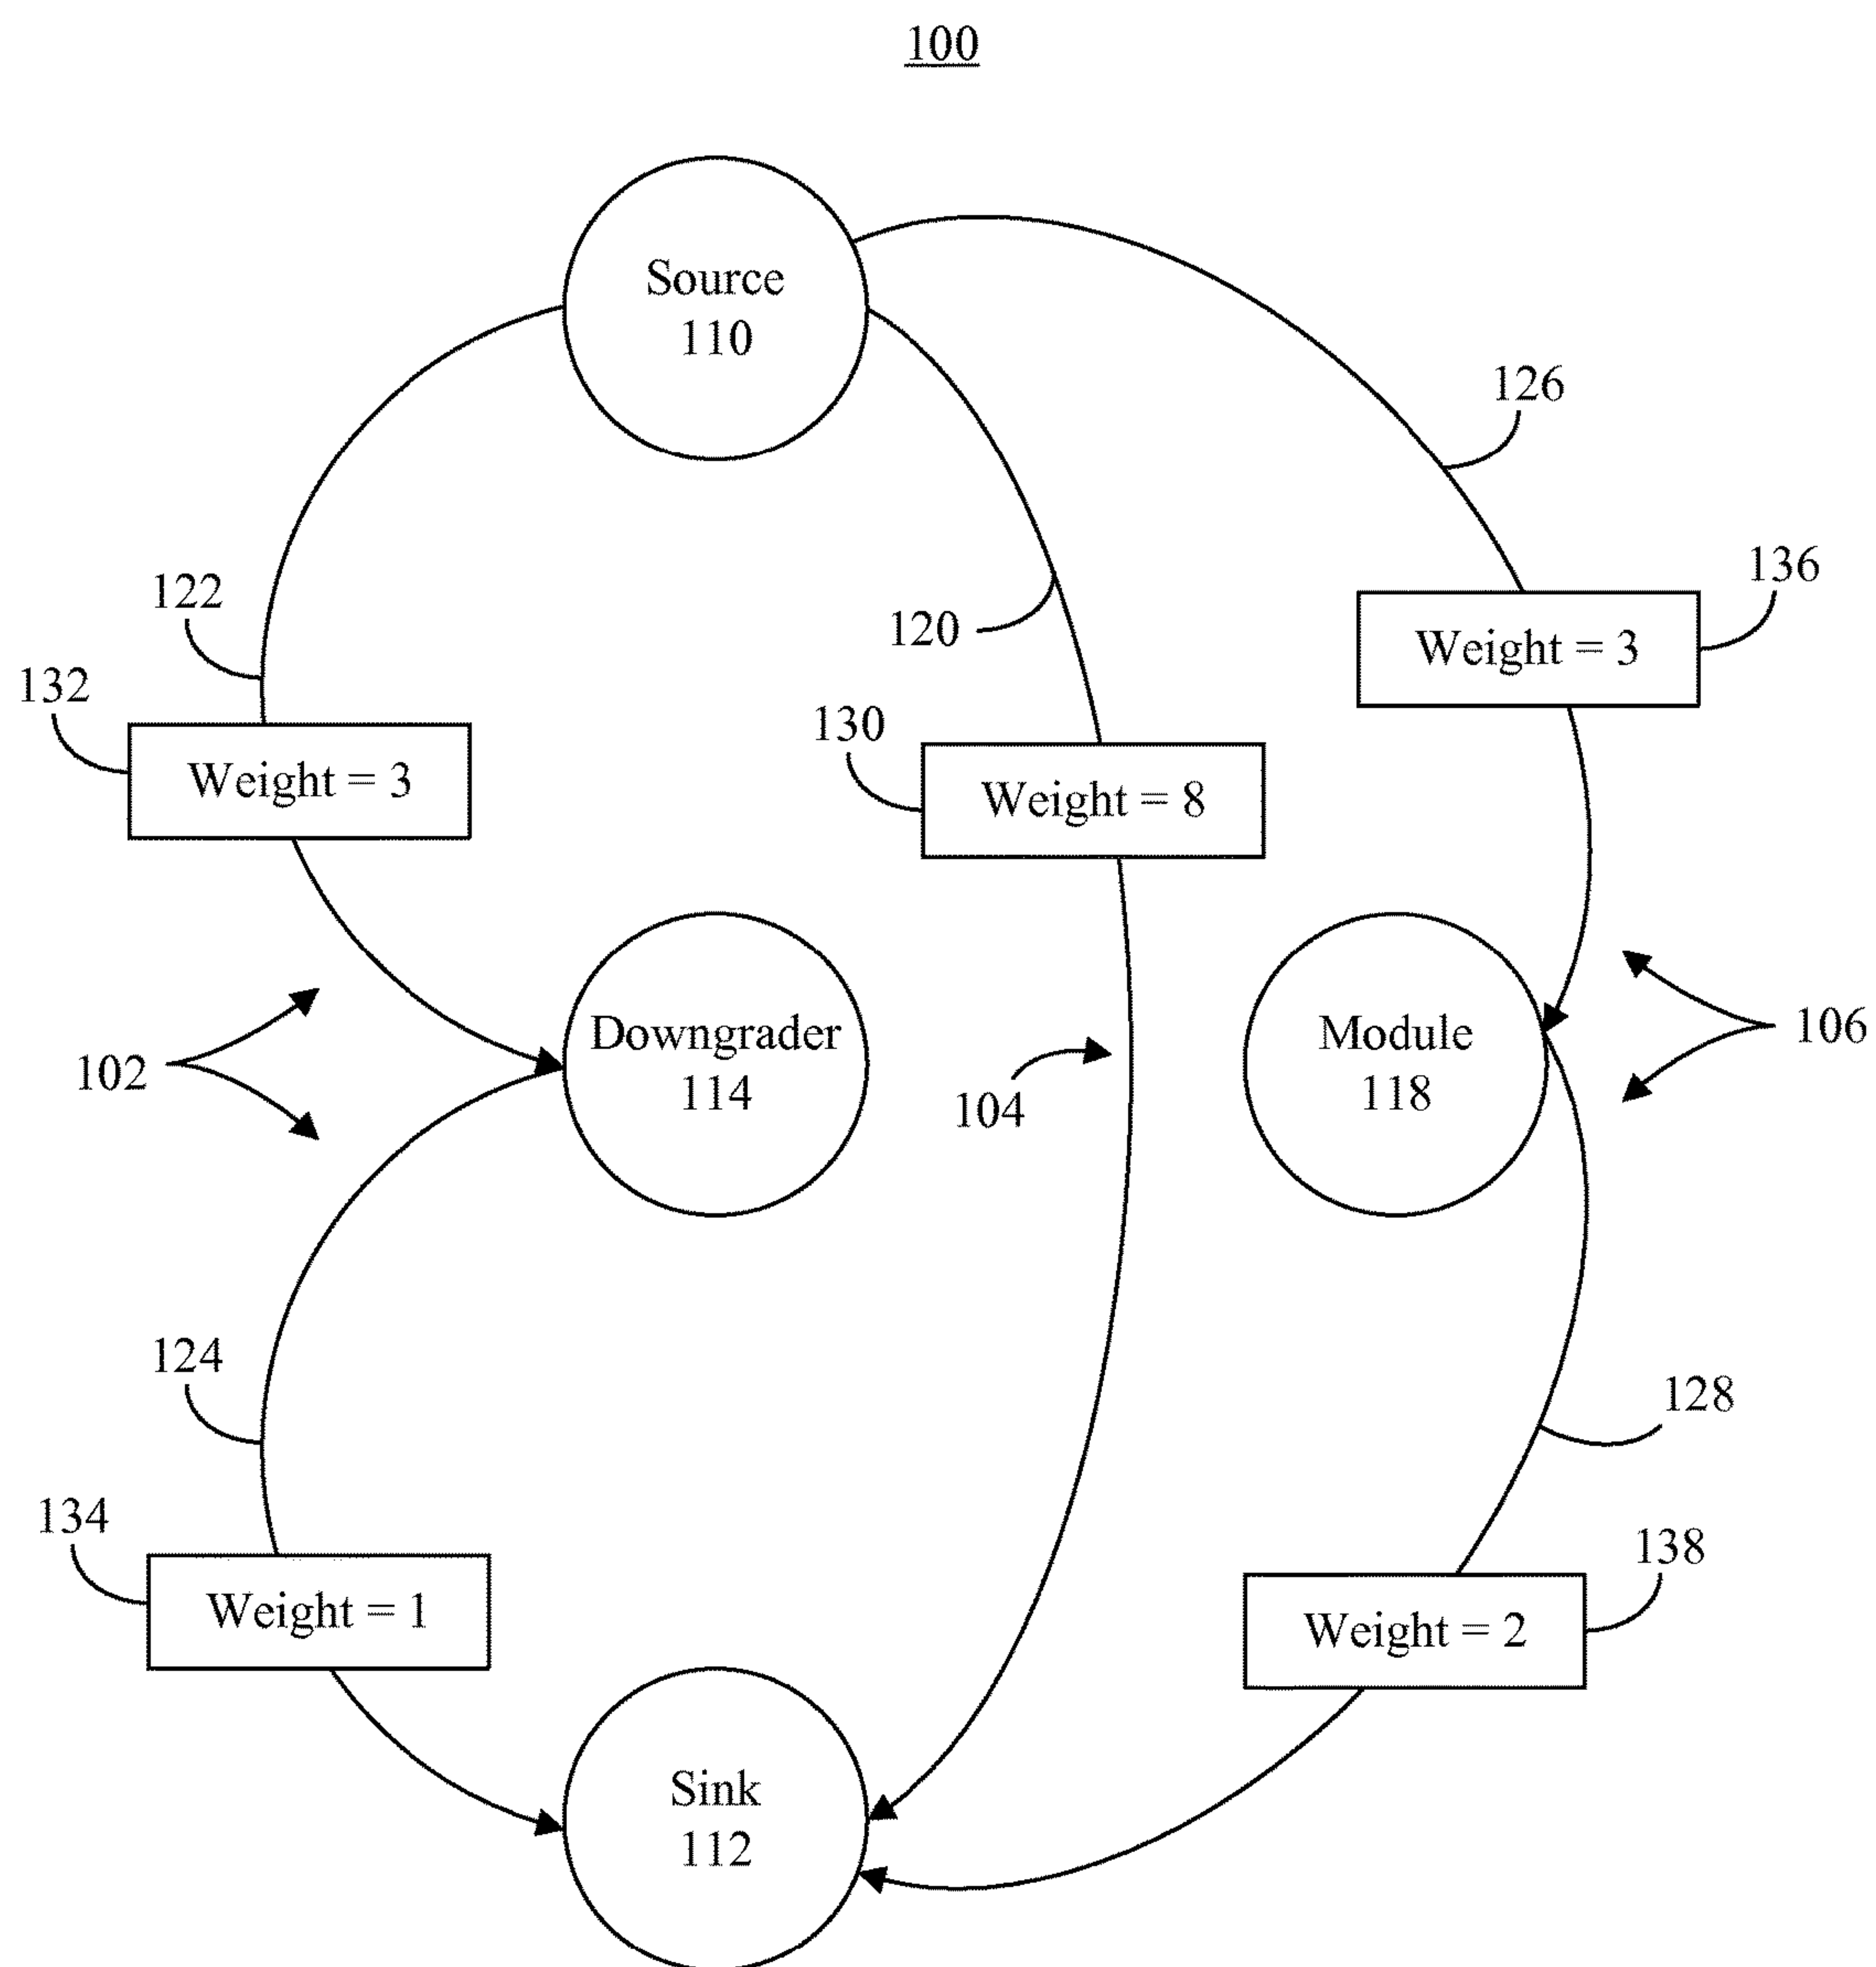 100
Source
110
126
136
122
120
Weight = 3
132
130
Weight = 3
Weight = 8
Downgrader
114
Module
118
102
104
106
124
128
134
138
Weight = 1
Weight = 2
Sink
112